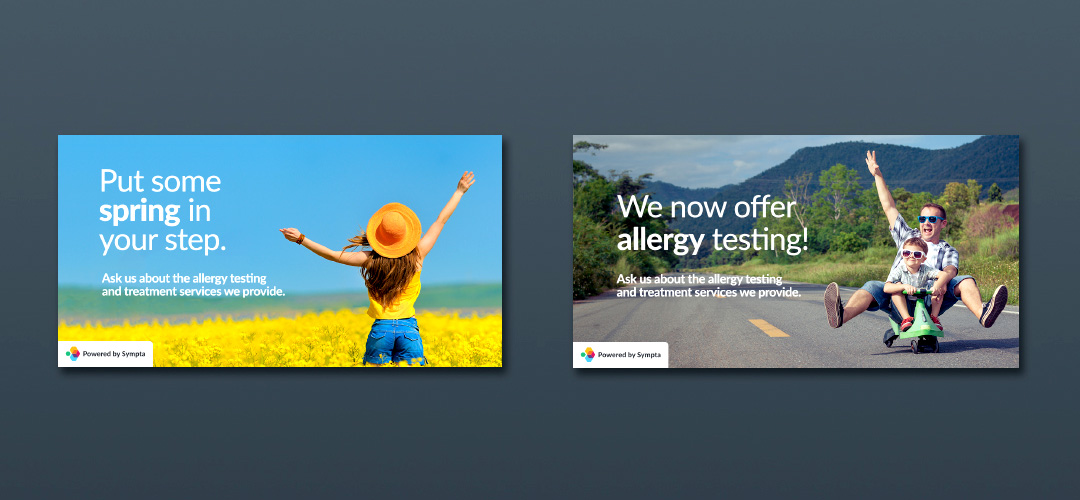 Put some
spring in
your step.
Ask us about the allergy testing
and treatment services we provide.
Powered by Sympta
We now offer
allergy testing!
Ask us about the allergy testing
and treatment services we provide.
Powered by Sympta